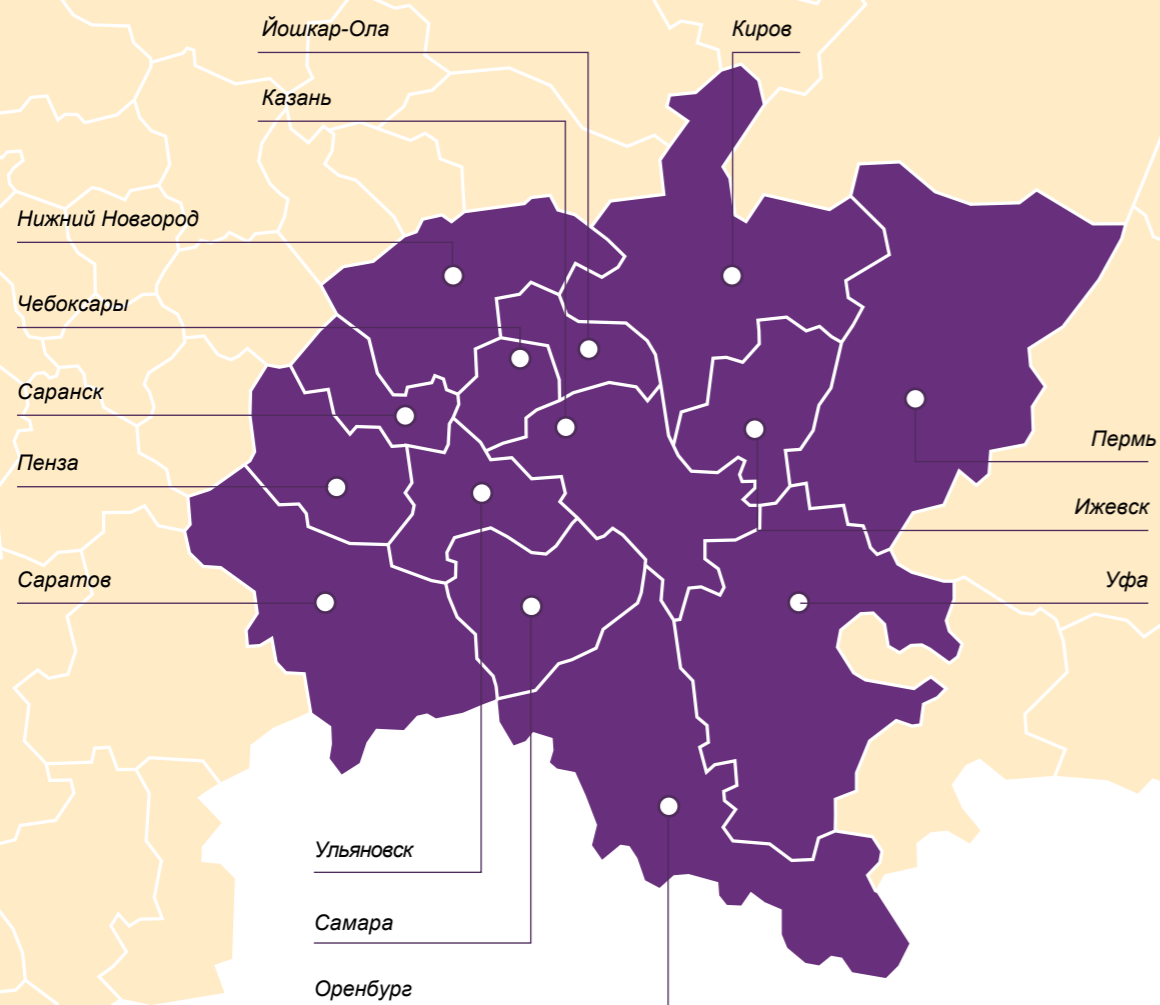 Йошкар-Ола
Киров
Казань
Нижний Новгород
Чебоксары
Саранск
Пенза
Пермь
Ижевск
Саратов
Уфа
Ульяновск
Самара
Оренбург